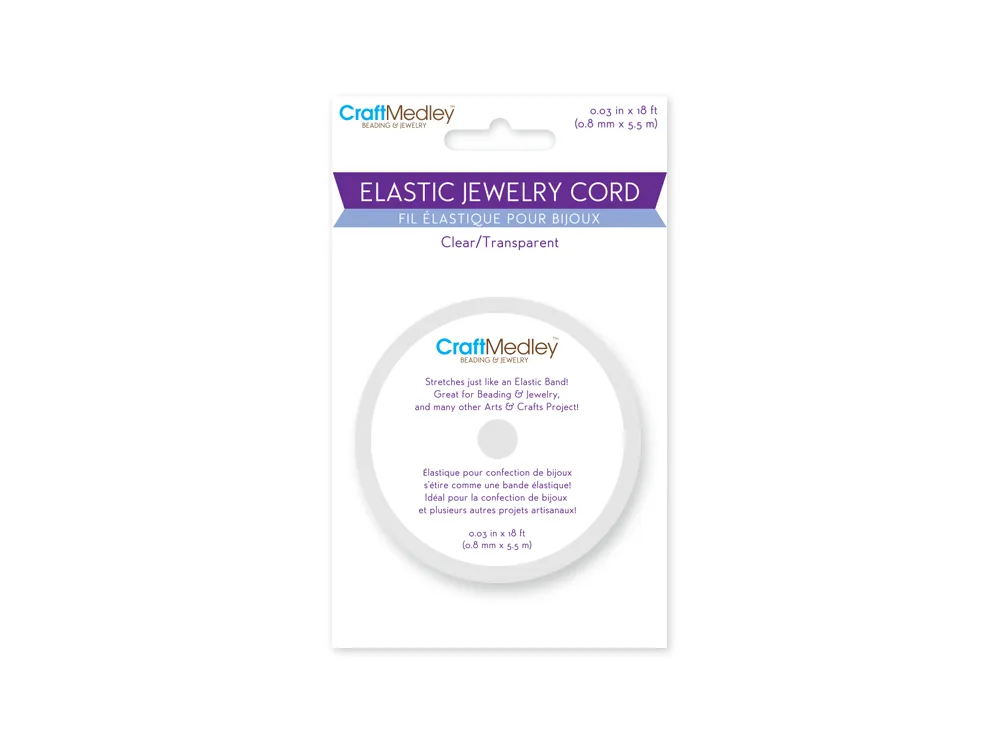 CraftMedley™
BEADING & JEWELRY
0.03 in x 18 ft
(0.8 mm x 5.5 m)
ELASTIC JEWELRY CORD
FIL ÉLASTIQUE POUR BIJOUX
Clear/Transparent
CraftMedley™
BEADING & JEWELRY
Stretches just like an Elastic Band!
Great for Beading & Jewelry,
and many other Arts & Crafts Project!
Élastique pour confection de bijoux
s'étire comme une bande élastique!
Idéal pour la confection de bijoux
et plusieurs autres projets artisanaux!
0.03 in x 18 ft
(0.8 mm x 5.5 m)